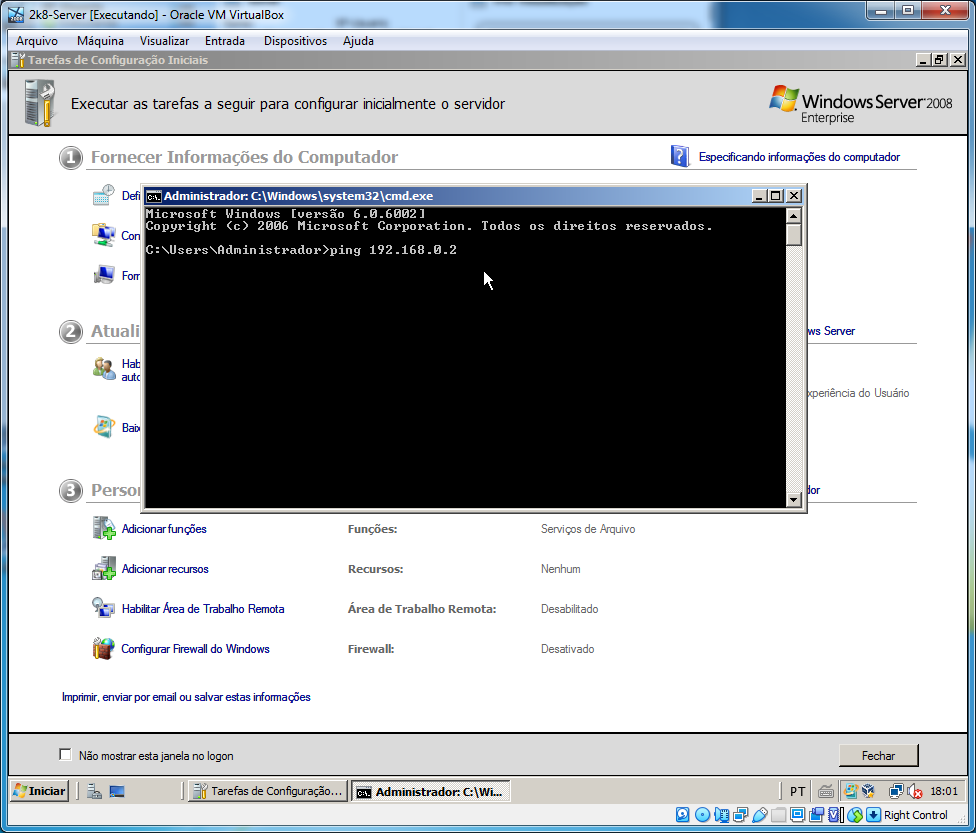 2k8-Server [Executando] - Oracle VM VirtualBox
Arquivo Máquina Visualizar Entrada Dispositivos Ajuda
Tarefas de Configuração Iniciais
Executar as tarefas a seguir para configurar inicialmente o servidor
Windows Server 2008
Enterprise
1 Fornecer Informações do Computador
Especificando informações do computador
Defi
Administrador: C:\Windows\system32\cmd.exe
Microsoft Windows [versão 6.0.6002]
Copyright (c) 2006 Microsoft Corporation. Todos os direitos reservados.
Con
C:\Users\Administrador>ping 192.168.0.2
Form
2 Atuali
ws Server
Hab
auto
xperiência do Usuário
Baix
3 Person
dor
Adicionar funções Funções: Serviços de Arquivo
Adicionar recursos Recursos: Nenhum
Habilitar Área de Trabalho Remota Área de Trabalho Remota: Desabilitado
Configurar Firewall do Windows Firewall: Desativado
Imprimir, enviar por email ou salvar estas informações
Não mostrar esta janela no logon
Fechar
Iniciar Tarefas de Configuração... Administrador: C:\Wi... PT 18:01
Right Control